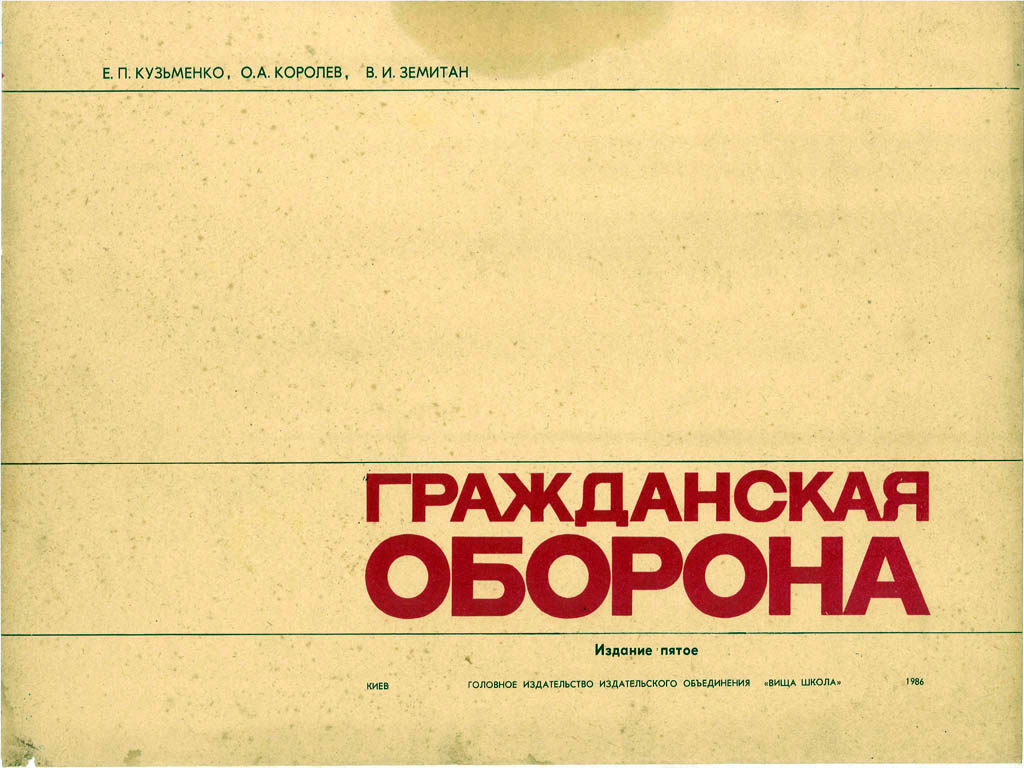 Е. П. КУЗЬМЕНКО, О.А. КОРОЛЕВ, В. И. ЗЕМИТАН
ГРАЖДАНСКАЯ
ОБОРОНА
Издание пятое
КИЕВ ГОЛОВНОЕ ИЗДАТЕЛЬСТВО ИЗДАТЕЛЬСКОГО ОБЪЕДИНЕНИЯ «ВИЩА ШКОЛА» 1986